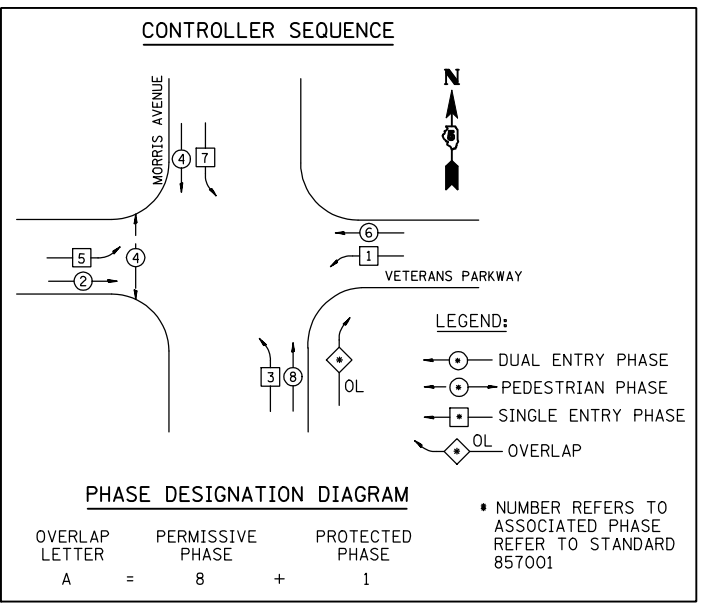 CONTROLLER SEQUENCE
N
MORRIS AVENUE
4
7
6
5
4
1
2
VETERANS PARKWAY
LEGEND:
3
8
*
OL
* DUAL ENTRY PHASE
* PEDESTRIAN PHASE
* SINGLE ENTRY PHASE
* OL OVERLAP
PHASE DESIGNATION DIAGRAM
* NUMBER REFERS TO
ASSOCIATED PHASE
REFER TO STANDARD
857001
OVERLAP LETTER PERMISSIVE PHASE PROTECTED PHASE
A = 8 + 1